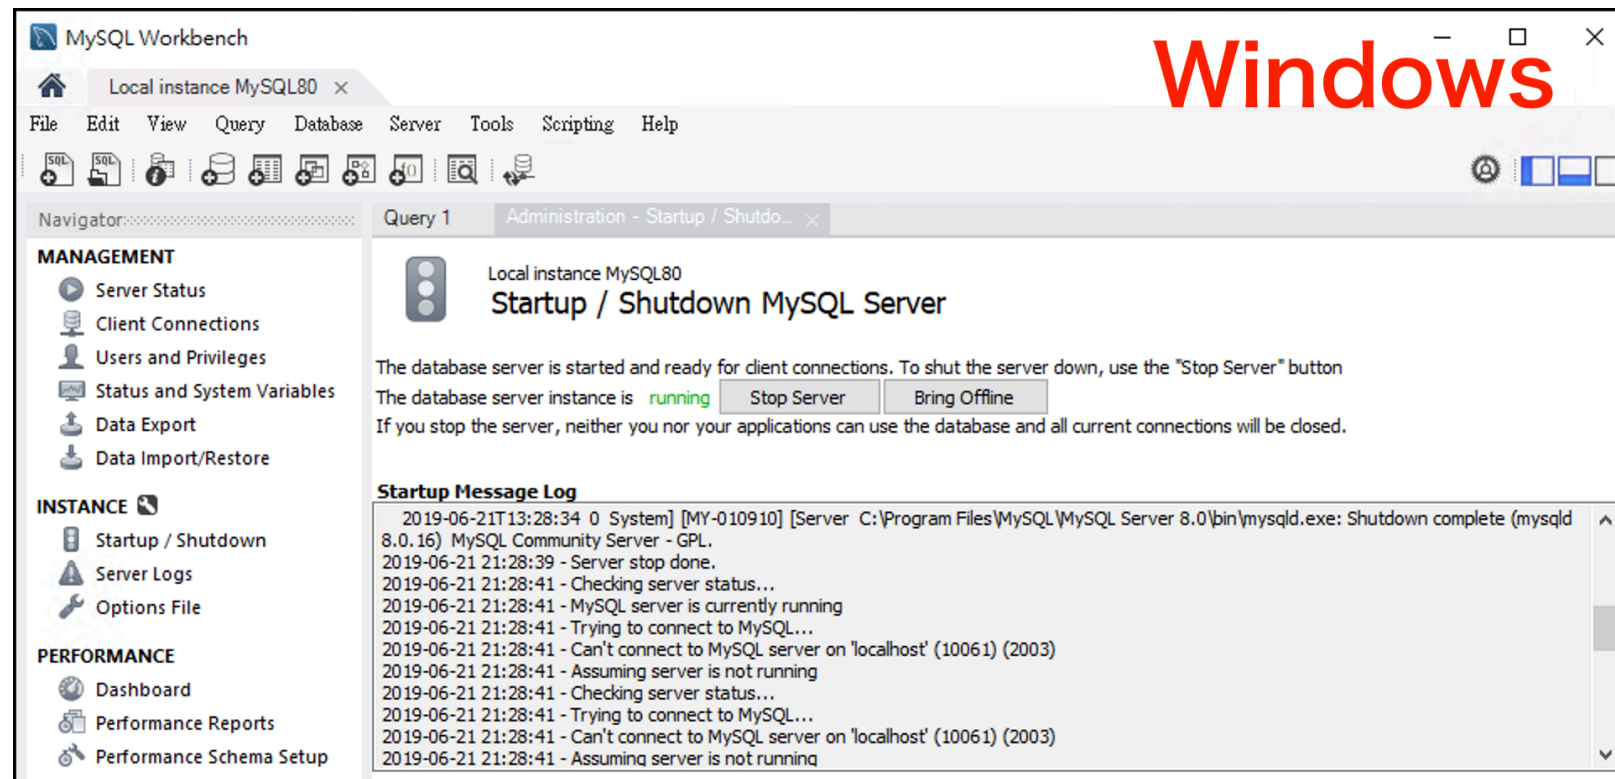 MySQL Workbench
Windows
Local instance MySQL80
File Edit View Query Database Server Tools Scripting Help
Navigator
Query 1
Administration - Startup / Shutdo...
MANAGEMENT
Server Status
Client Connections
Users and Privileges
Status and System Variables
Data Export
Data Import/Restore
INSTANCE
Startup / Shutdown
Server Logs
Options File
PERFORMANCE
Dashboard
Performance Reports
Performance Schema Setup
Local instance MySQL80
Startup / Shutdown MySQL Server
The database server is started and ready for client connections. To shut the server down, use the "Stop Server" button
The database server instance is running Stop Server Bring Offline
If you stop the server, neither you nor your applications can use the database and all current connections will be closed.
Startup Message Log
2019-06-21T13:28:34 0 System] [MY-010910] [Server C:\Program Files\MySQL\MySQL Server 8.0\bin\mysqld.exe: Shutdown complete (mysqld
8.0.16) MySQL Community Server - GPL.
2019-06-21 21:28:39 - Server stop done.
2019-06-21 21:28:41 - Checking server status...
2019-06-21 21:28:41 - MySQL server is currently running
2019-06-21 21:28:41 - Trying to connect to MySQL...
2019-06-21 21:28:41 - Can't connect to MySQL server on 'localhost' (10061) (2003)
2019-06-21 21:28:41 - Assuming server is not running
2019-06-21 21:28:41 - Checking server status...
2019-06-21 21:28:41 - Trying to connect to MySQL...
2019-06-21 21:28:41 - Can't connect to MySQL server on 'localhost' (10061) (2003)
2019-06-21 21:28:41 - Assuming server is not running